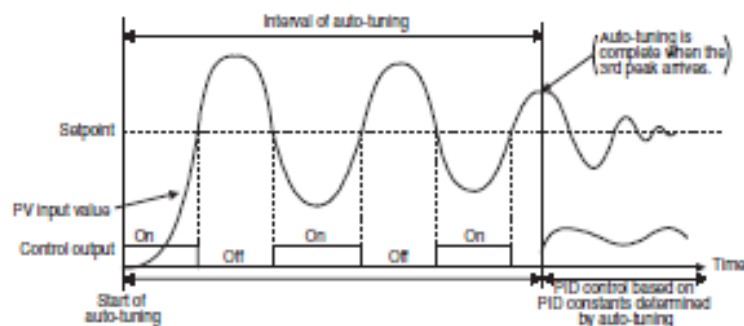 Interval of auto-tuning
Auto-tuning is
complete when the
3rd peak arrives.
Setpoint
PV input value
On
On
On
Control output
Off
Off
Time
Start of
auto-tuning
PID control based on
PID constants determined
by auto-tuning